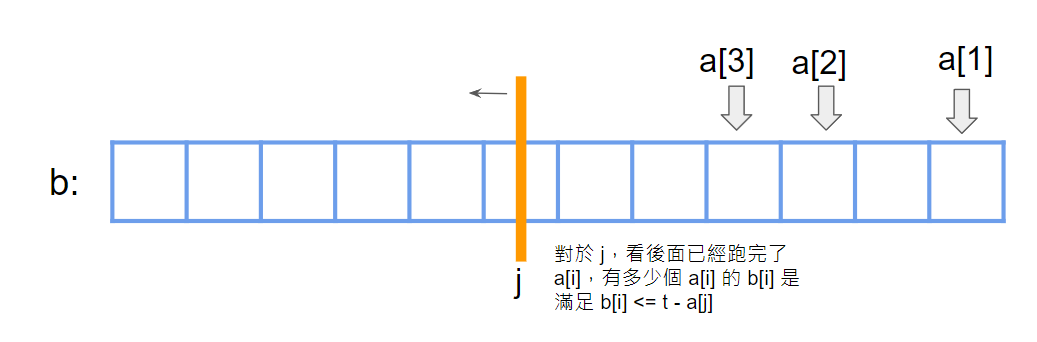 a[3] a[2] a[1]
b:
j
對於 j，看後面已經跑完了
a[i]，有多少個 a[i] 的 b[i] 是
滿足 b[i] <= t - a[j]